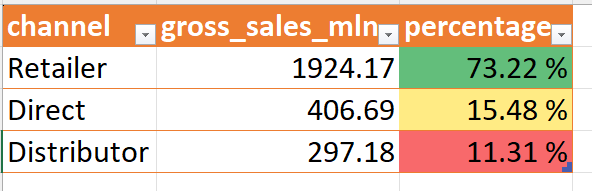 channel gross_sales_mln percentage
Retailer 1924.17 73.22 %
Direct 406.69 15.48 %
Distributor 297.18 11.31 %